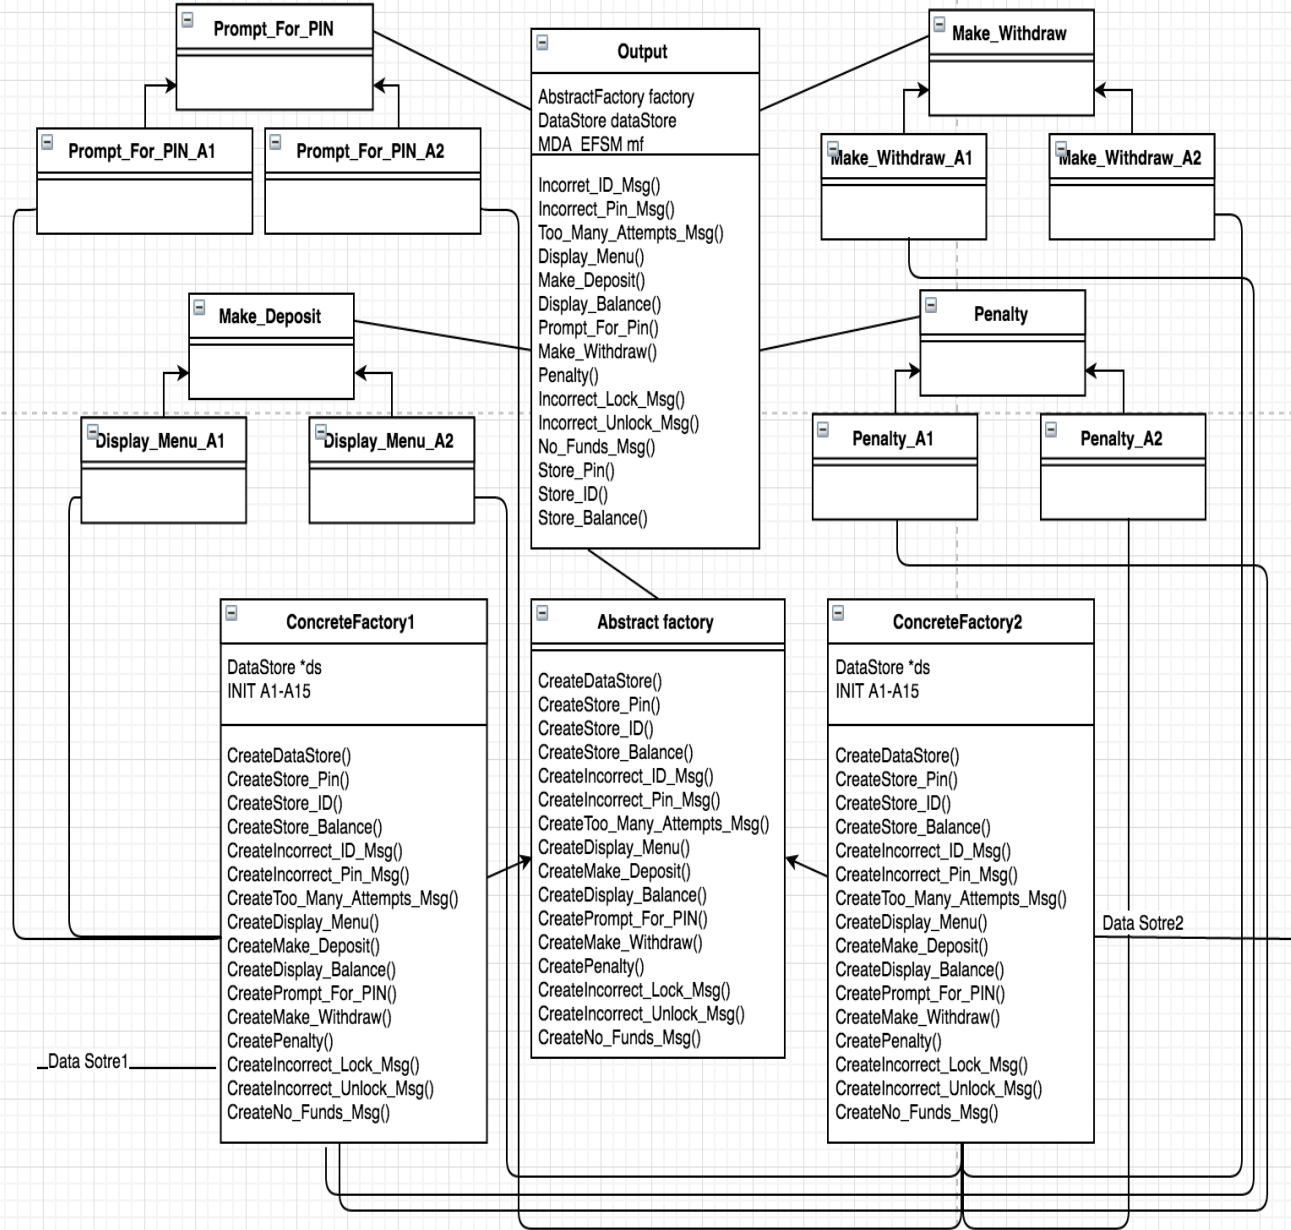 Prompt_For_PIN
Prompt_For_PIN_A1
Prompt_For_PIN_A2
Make_Deposit
Display_Menu_A1
Display_Menu_A2
Output
AbstractFactory factory
DataStore dataStore
MDA_EFSM mf
Incorret_ID_Msg()
Incorrect_Pin_Msg()
Too_Many_Attempts_Msg()
Display_Menu()
Make_Deposit()
Display_Balance()
Prompt_For_Pin()
Make_Withdraw()
Penalty()
Incorrect_Lock_Msg()
Incorrect_Unlock_Msg()
No_Funds_Msg()
Store_Pin()
Store_ID()
Store_Balance()
Make_Withdraw
Make_Withdraw_A1
Make_Withdraw_A2
Penalty
Penalty_A1
Penalty_A2
ConcreteFactory1
DataStore *ds
INIT A1-A15
CreateDataStore()
CreateStore_Pin()
CreateStore_ID()
CreateStore_Balance()
CreateIncorrect_ID_Msg()
CreateIncorrect_Pin_Msg()
CreateToo_Many_Attempts_Msg()
CreateDisplay_Menu()
CreateMake_Deposit()
CreateDisplay_Balance()
CreatePrompt_For_PIN()
CreateMake_Withdraw()
CreatePenalty()
CreateIncorrect_Lock_Msg()
CreateIncorrect_Unlock_Msg()
CreateNo_Funds_Msg()
Data Sotre1
Abstract factory
CreateDataStore()
CreateStore_Pin()
CreateStore_ID()
CreateStore_Balance()
CreateIncorrect_ID_Msg()
CreateIncorrect_Pin_Msg()
CreateToo_Many_Attempts_Msg()
CreateDisplay_Menu()
CreateMake_Deposit()
CreateDisplay_Balance()
CreatePrompt_For_PIN()
CreateMake_Withdraw()
CreatePenalty()
CreateIncorrect_Lock_Msg()
CreateIncorrect_Unlock_Msg()
CreateNo_Funds_Msg()
ConcreteFactory2
DataStore *ds
INIT A1-A15
CreateDataStore()
CreateStore_Pin()
CreateStore_ID()
CreateStore_Balance()
CreateIncorrect_ID_Msg()
CreateIncorrect_Pin_Msg()
CreateToo_Many_Attempts_Msg()
CreateDisplay_Menu()
CreateMake_Deposit()
CreateDisplay_Balance()
CreatePrompt_For_PIN()
CreateMake_Withdraw()
CreatePenalty()
CreateIncorrect_Lock_Msg()
CreateIncorrect_Unlock_Msg()
CreateNo_Funds_Msg()
Data Sotre2